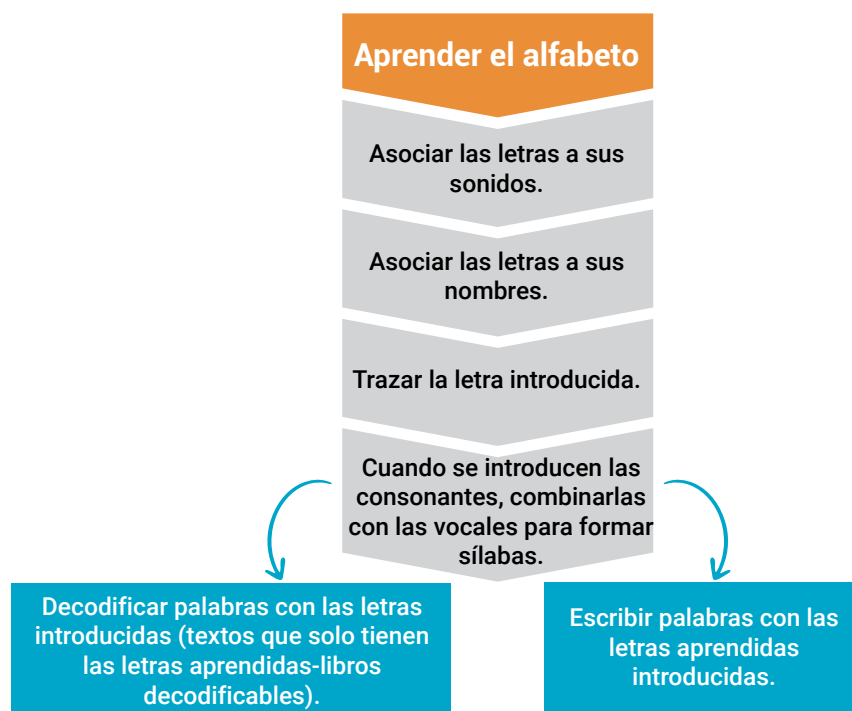 Aprender el alfabeto
Asociar las letras a sus
sonidos.
Asociar las letras a sus
nombres.
Trazar la letra introducida.
Cuando se introducen las
consonantes, combinarlas
con las vocales para formar
sílabas.
Decodificar palabras con las letras
introducidas (textos que solo tienen
las letras aprendidas-libros
decodificables).
Escribir palabras con las
letras aprendidas
introducidas.